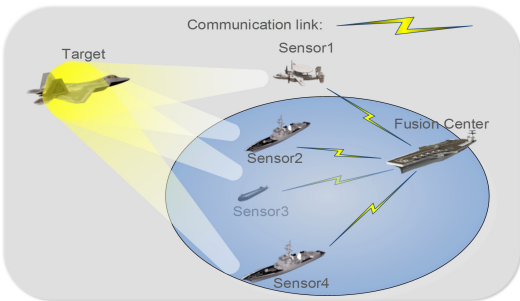 Communication link:
Target
Sensor1
Fusion Center
Sensor2
Sensor3
Sensor4